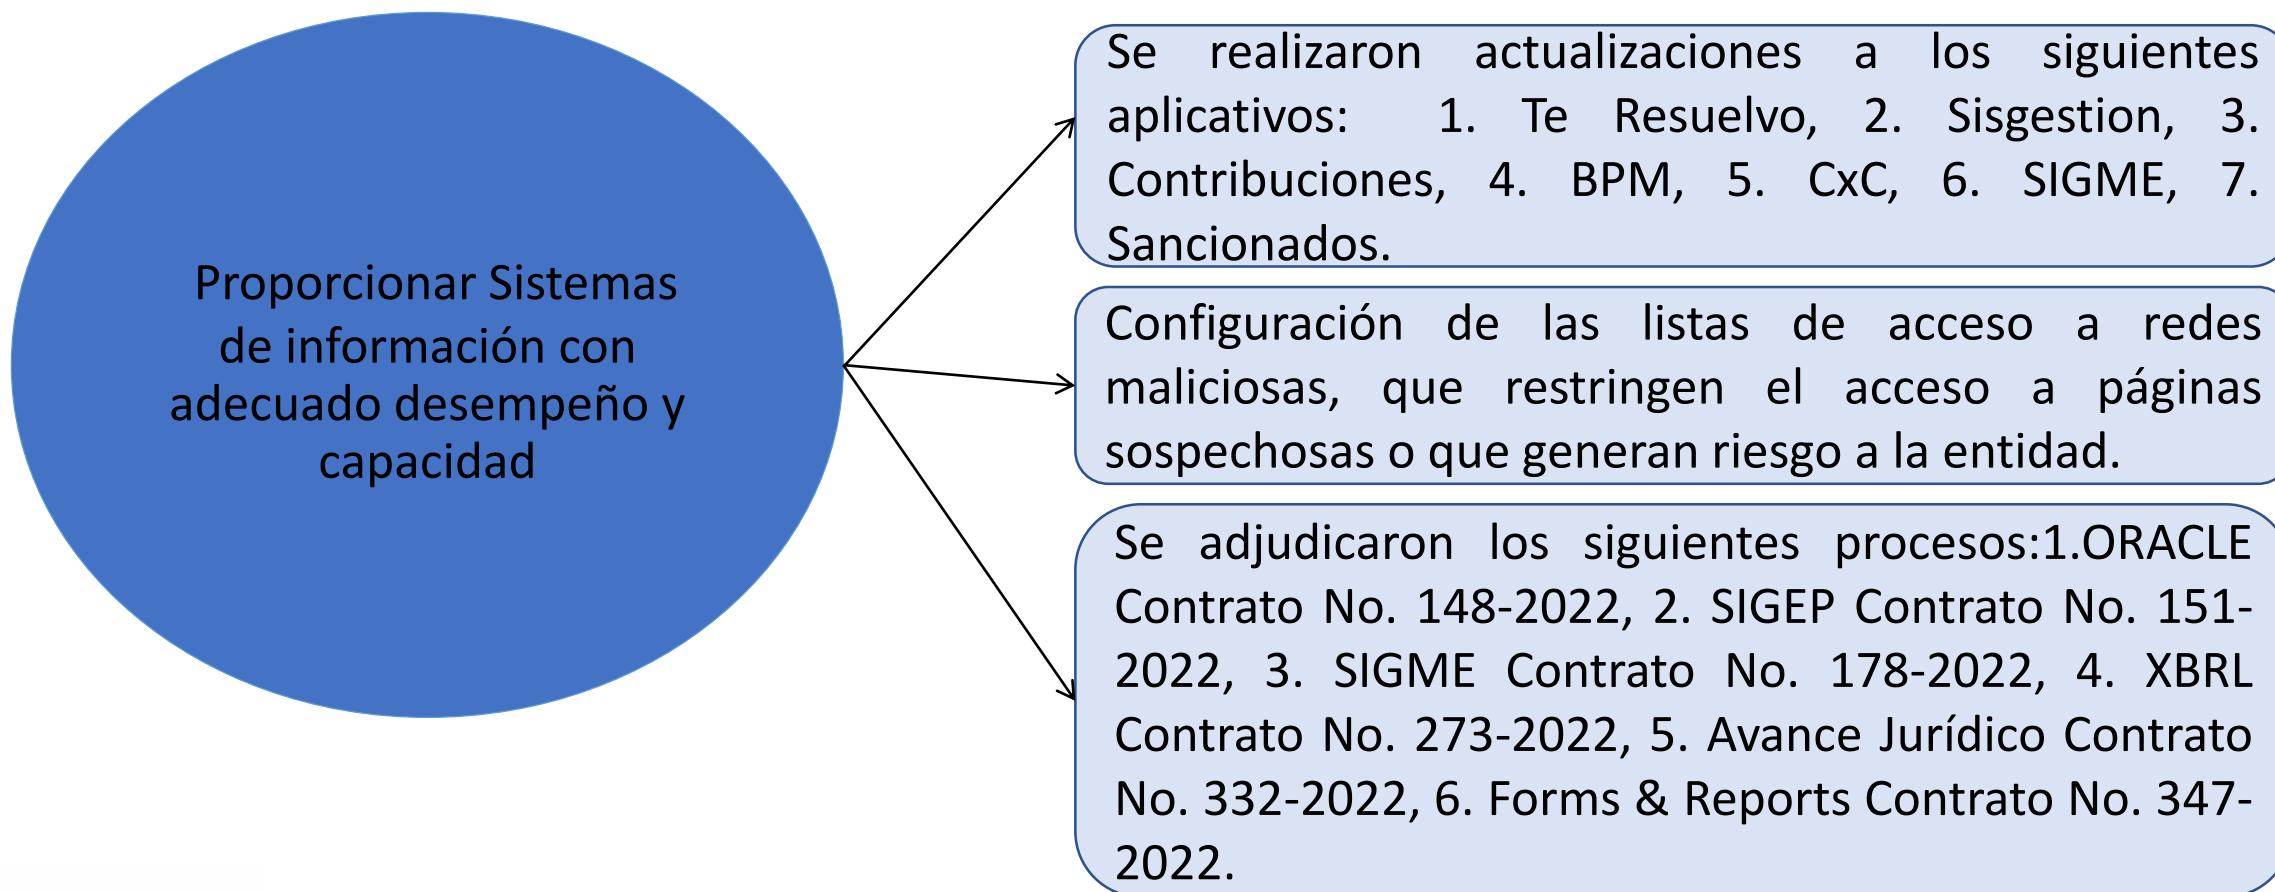 Proporcionar Sistemas
de información con
adecuado desempeño y
capacidad
Se realizaron actualizaciones a los siguientes
aplicativos: 1. Te Resuelvo, 2. Sisgestion, 3.
Contribuciones, 4. BPM, 5. CxC, 6. SIGME, 7.
Sancionados.
Configuración de las listas de acceso a redes
maliciosas, que restringen el acceso a páginas
sospechosas o que generan riesgo a la entidad.
Se adjudicaron los siguientes procesos:1.ORACLE
Contrato No. 148-2022, 2. SIGEP Contrato No. 151-
2022, 3. SIGME Contrato No. 178-2022, 4. XBRL
Contrato No. 273-2022, 5. Avance Jurídico Contrato
No. 332-2022, 6. Forms & Reports Contrato No. 347-
2022.